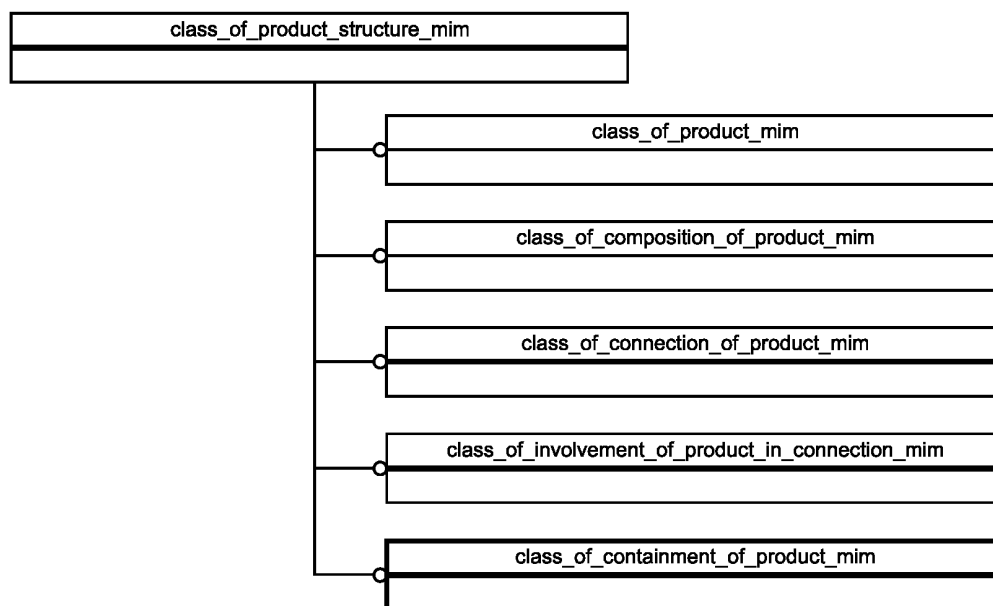 class_of_product_structure_mim
class_of_product_mim
class_of_composition_of_product_mim
class_of_connection_of_product_mim
class_of_involvement_of_product_in_connection_mim
class_of_containment_of_product_mim